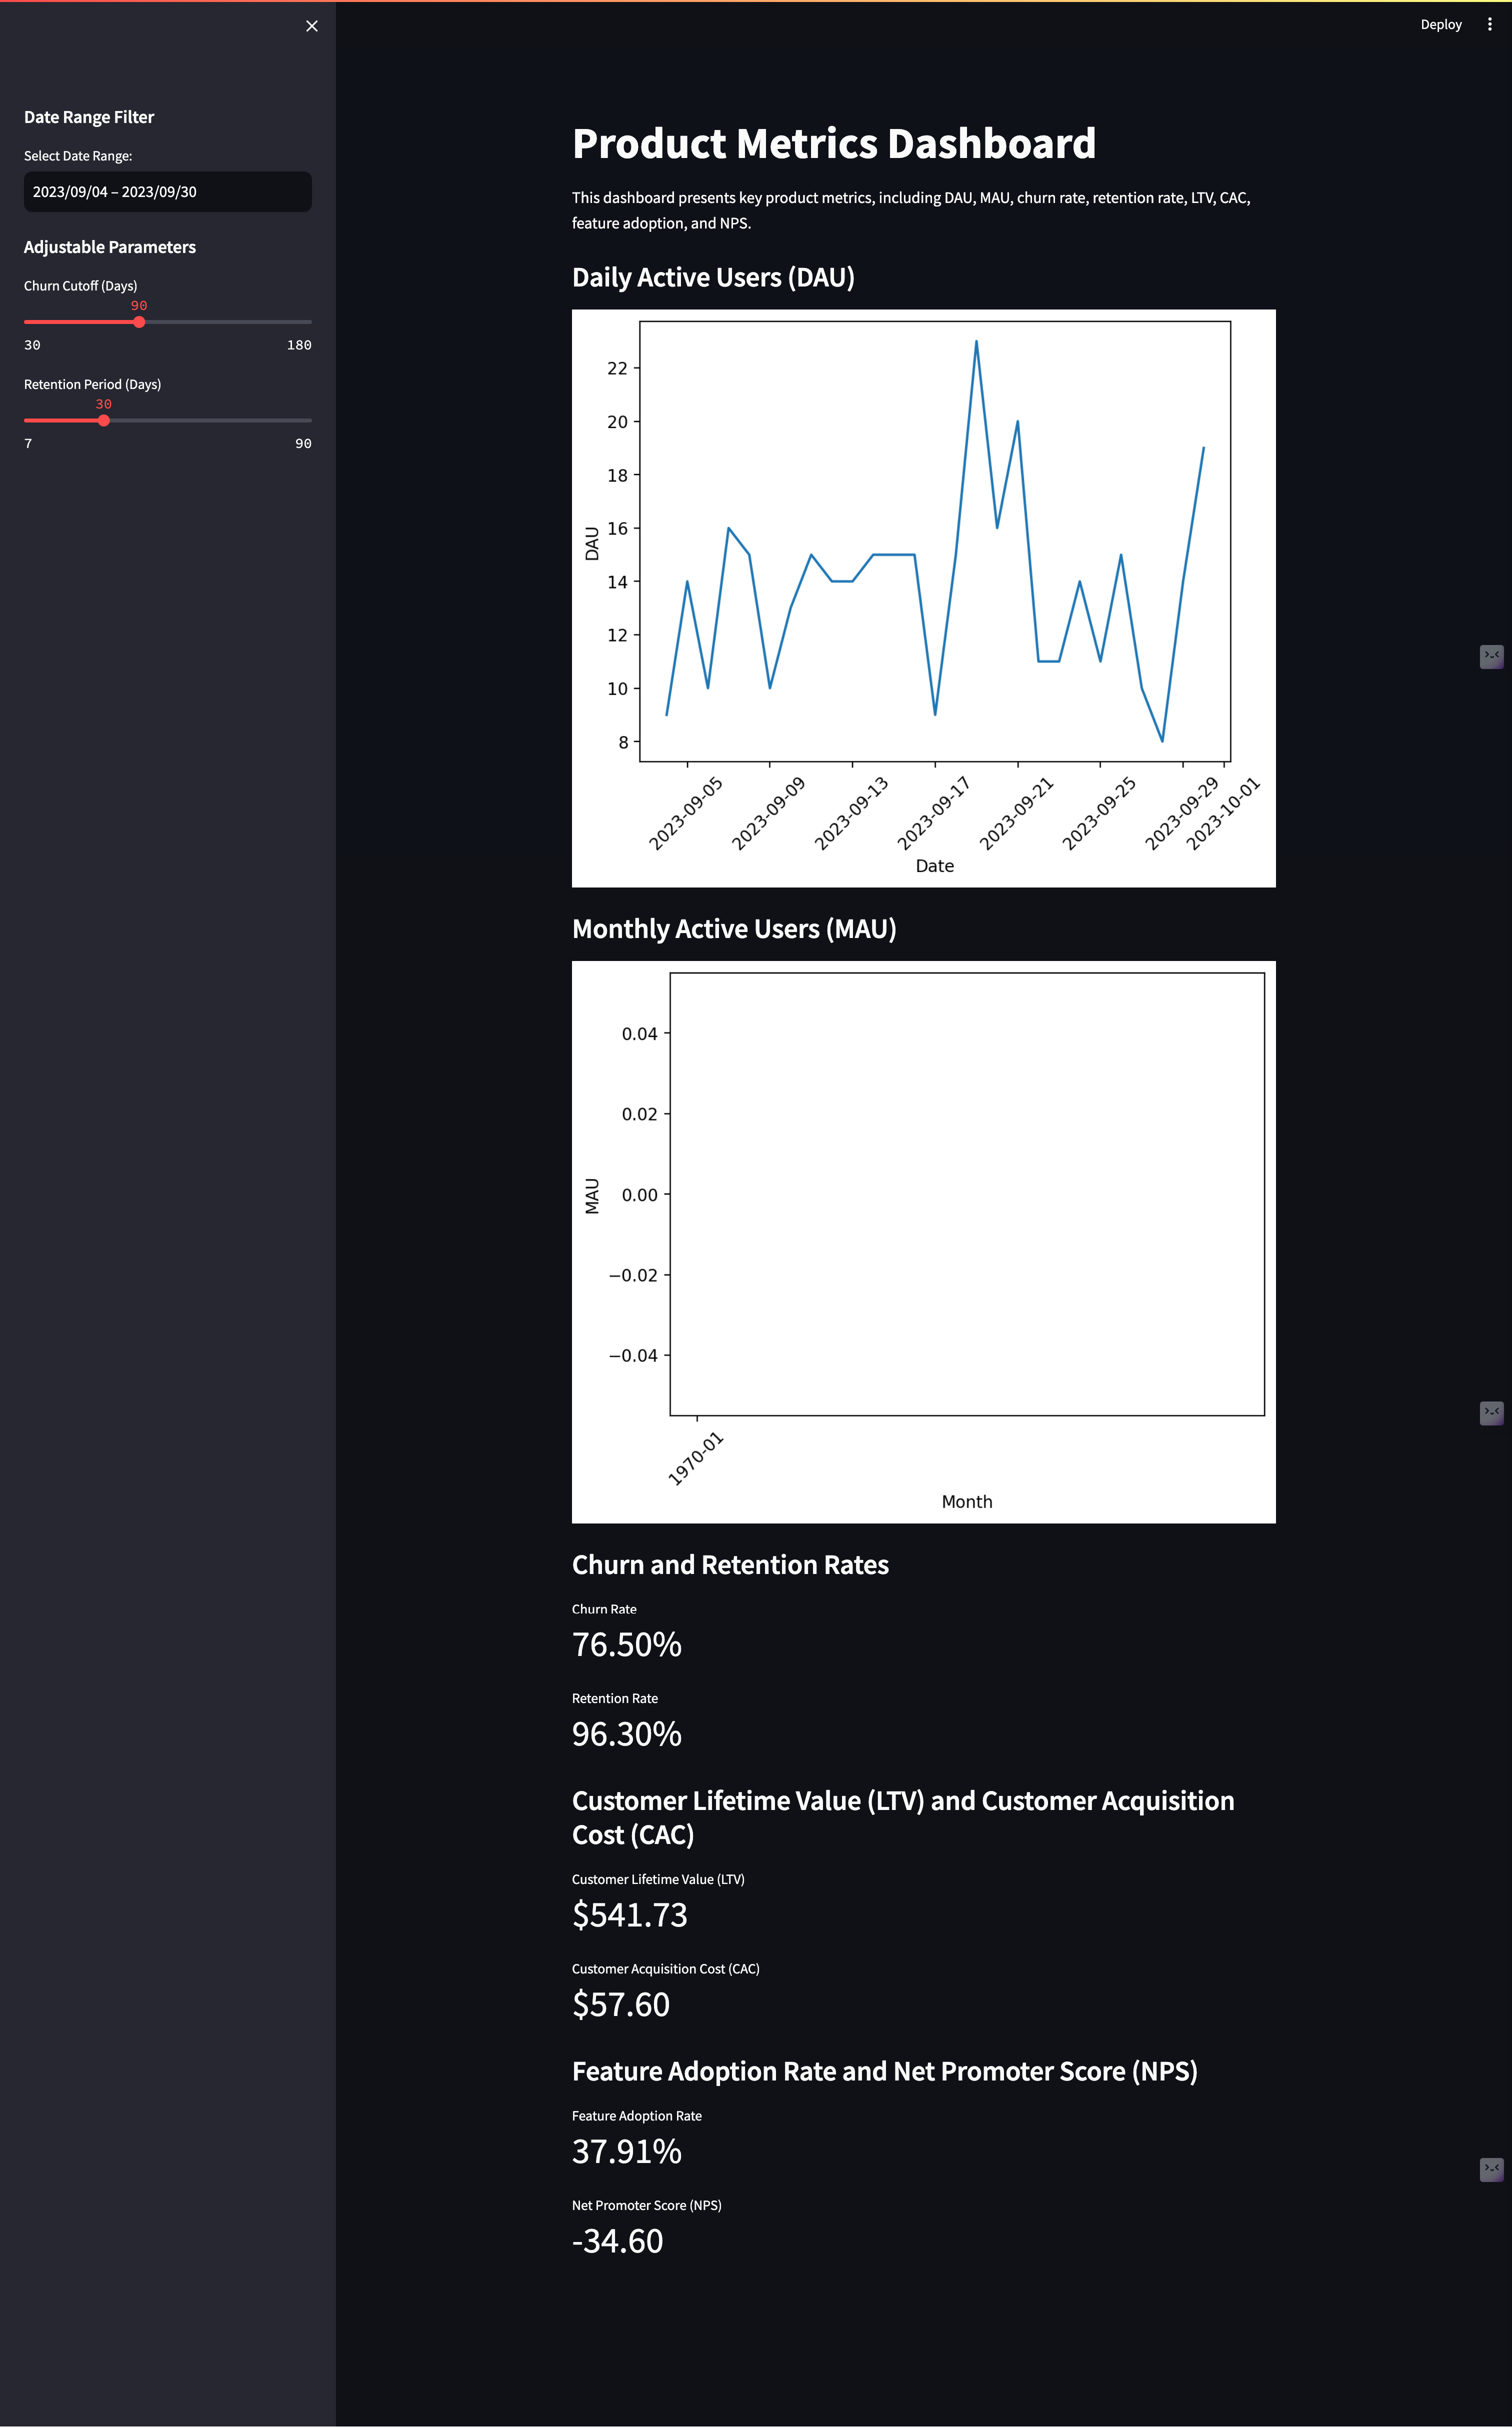 Deploy
Date Range Filter
Select Date Range:
2023/09/04 – 2023/09/30
Adjustable Parameters
Churn Cutoff (Days)
90
30 180
Retention Period (Days)
30
7 90
Product Metrics Dashboard
This dashboard presents key product metrics, including DAU, MAU, churn rate, retention rate, LTV, CAC,
feature adoption, and NPS.
Daily Active Users (DAU)
22
20
18
16
14
12
10
8
DAU
2023-09-05 2023-09-09 2023-09-13 2023-09-17 2023-09-21 2023-09-25 2023-09-29 2023-10-01
Date
Monthly Active Users (MAU)
0.04
0.02
0.00
−0.02
−0.04
MAU
1970-01
Month
Churn and Retention Rates
Churn Rate
76.50%
Retention Rate
96.30%
Customer Lifetime Value (LTV) and Customer Acquisition
Cost (CAC)
Customer Lifetime Value (LTV)
$541.73
Customer Acquisition Cost (CAC)
$57.60
Feature Adoption Rate and Net Promoter Score (NPS)
Feature Adoption Rate
37.91%
Net Promoter Score (NPS)
-34.60